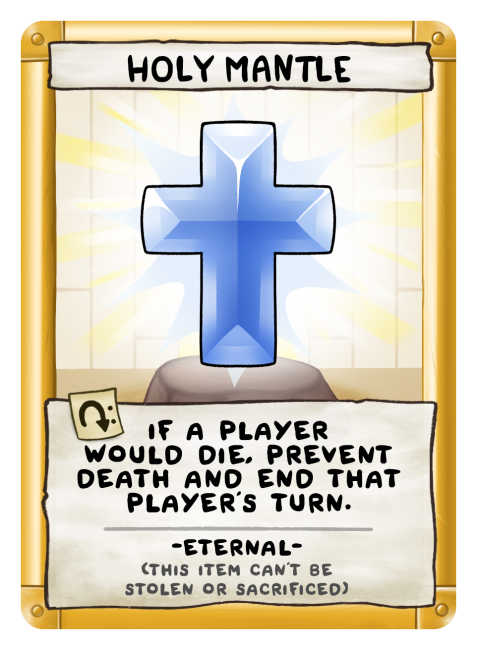 HOLY MANTLE
IF A PLAYER
WOULD DIE, PREVENT
DEATH AND END THAT
PLAYER'S TURN.
-ETERNAL-
(THIS ITEM CAN'T BE
STOLEN OR SACRIFICED)